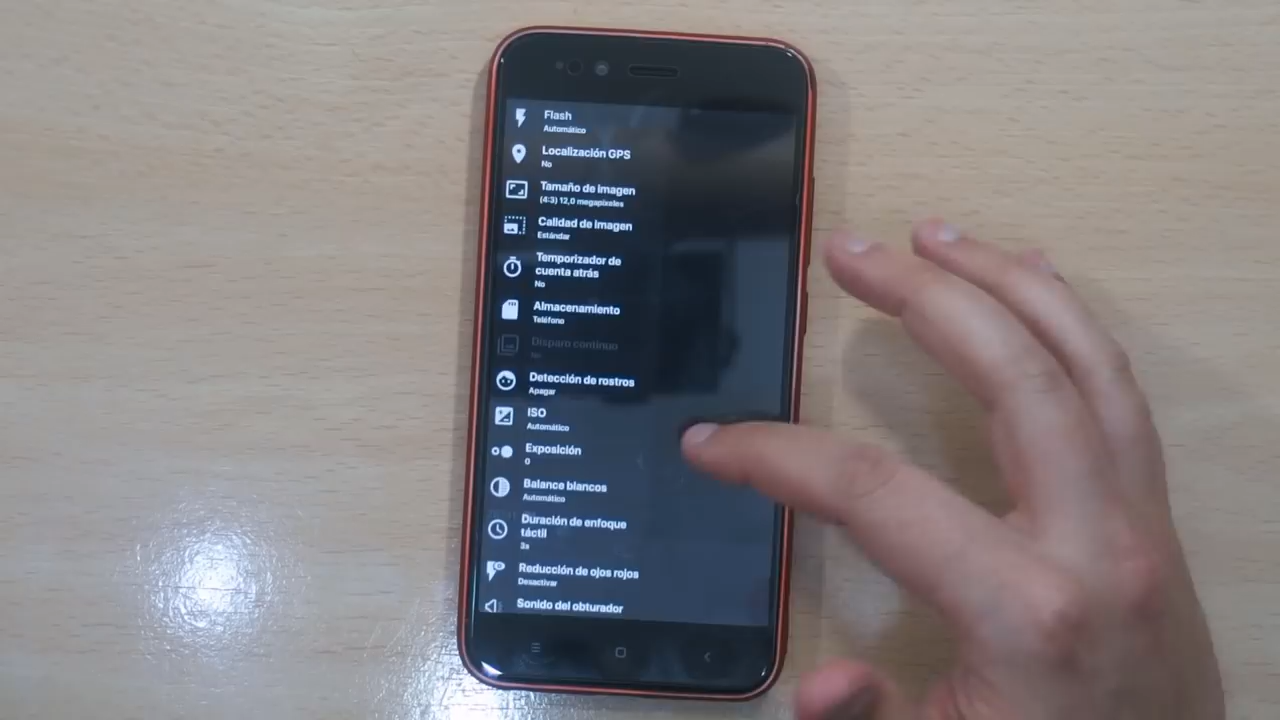 Flash
Automático
Localización GPS
No
Tamaño de imagen
(4:3) 12,0 megapíxeles
Calidad de imagen
Estándar
Temporizador de
cuenta atrás
No
Almacenamiento
Teléfono
Disparo continuo
No
Detección de rostros
Apagar
ISO
Automático
Exposición
0
Balance blancos
Automático
Duración de enfoque
táctil
3s
Reducción de ojos rojos
Desactivar
Sonido del obturador